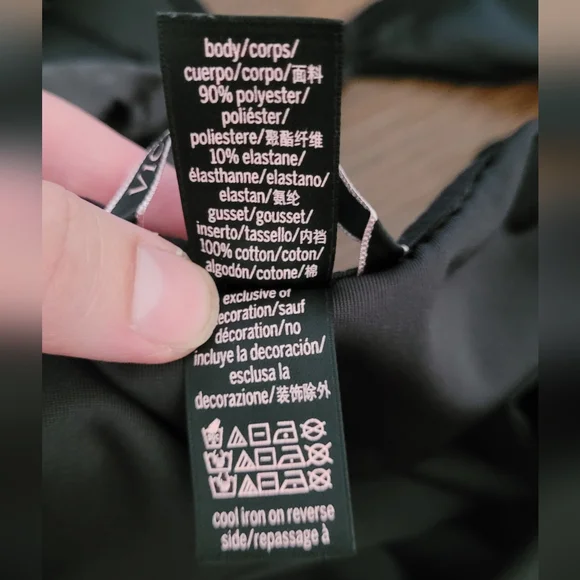 VIC
body/corps/
cuerpo/corpo/面料
90% polyester/
poliéster/
poliestere/聚酯纤维
10% elastane/
élasthanne/elastano/
elastan/氨纶
gusset/gousset/
inserto/tassello/内裆
100% cotton/coton/
algodón/cotone/棉
exclusive of
decoration/sauf
décoration/no
incluye la decoración/
esclusa la
decorazione/装饰除外
cool iron on reverse
side/repassage à